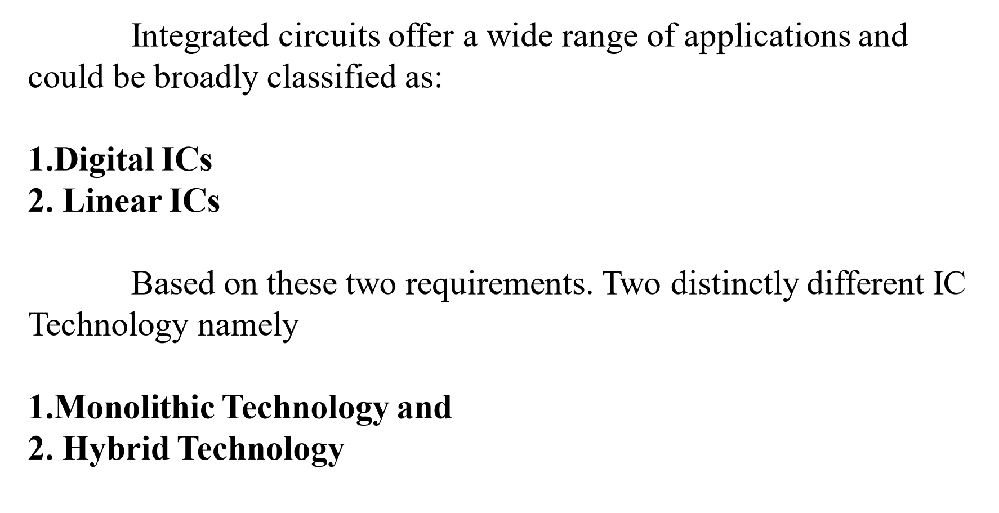 Integrated circuits offer a wide range of applications and
could be broadly classified as:
1.Digital ICs
2. Linear ICs
Based on these two requirements. Two distinctly different IC
Technology namely
1.Monolithic Technology and
2. Hybrid Technology